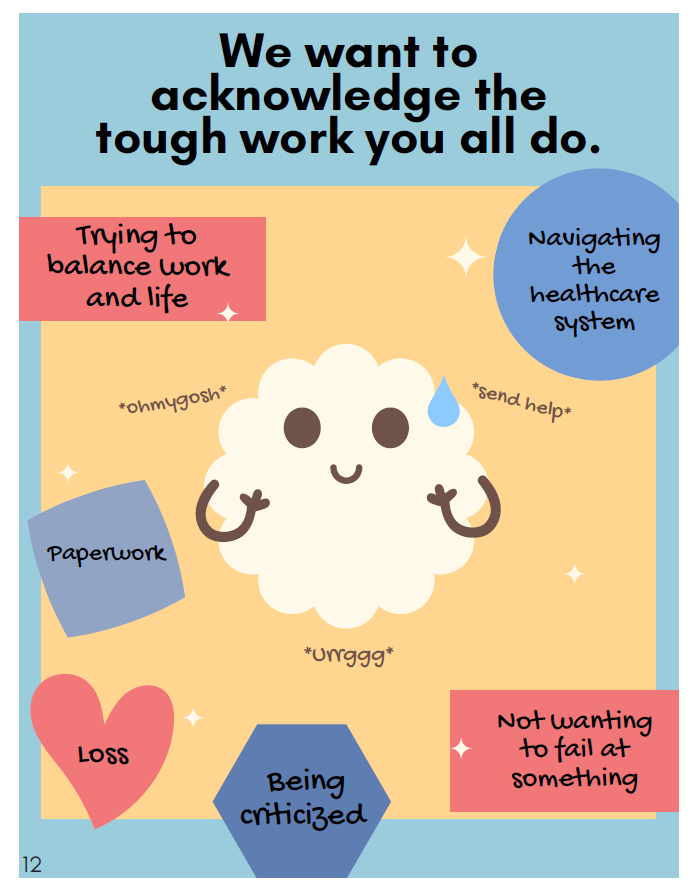 We want to
acknowledge the
tough work you all do.
Trying to
balance work
and life
Navigating
the
healthcare
system
*ohmygosh*
*send help*
Paperwork
*urrggg*
Loss
Being
criticized
Not wanting
to fail at
something
12